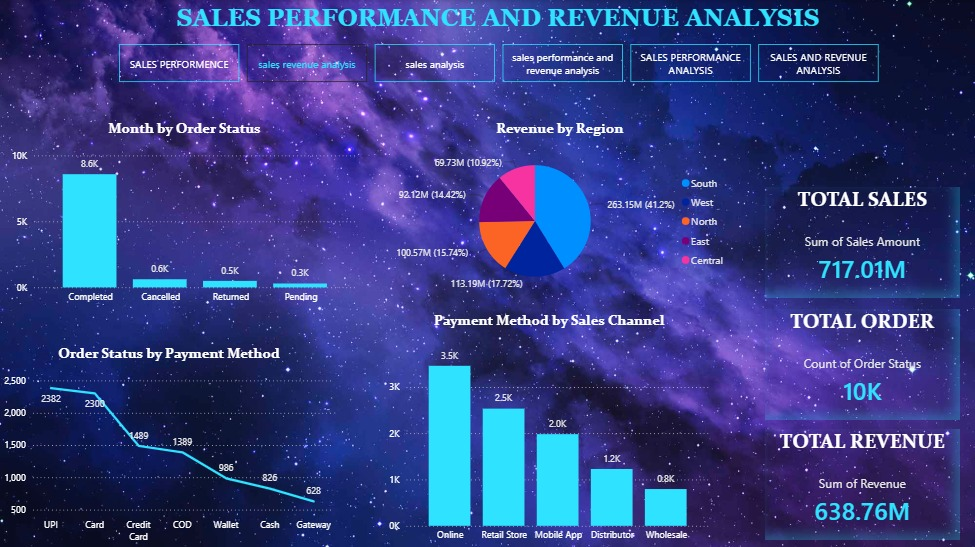 SALES PERFORMANCE AND REVENUE ANALYSIS
SALES PERFORMENCE
sales revenue analysis
sales analysis
sales performance and
revenue analysis
SALES PERFORMANCE
ANALYSIS
SALES AND REVENUE
ANALYSIS
Month by Order Status
10K
5K
0K
8.6K
0.6K
0.5K
0.3K
Completed
Cancelled
Returned
Pending
Revenue by Region
69.73M (10.92%)
92.12M (14.42%)
100.57M (15.74%)
113.19M (17.72%)
263.15M (41.2%)
South
West
North
East
Central
TOTAL SALES
Sum of Sales Amount
717.01M
Order Status by Payment Method
2,500
2,000
1,500
1,000
500
2382
2300
1489
1389
986
826
628
UPI
Card
Credit
Card
COD
Wallet
Cash
Gateway
Payment Method by Sales Channel
3K
2K
1K
0K
3.5K
2.5K
2.0K
1.2K
0.8K
Online
Retail Store
Mobile App
Distributor
Wholesale
TOTAL ORDER
Count of Order Status
10K
TOTAL REVENUE
Sum of Revenue
638.76M